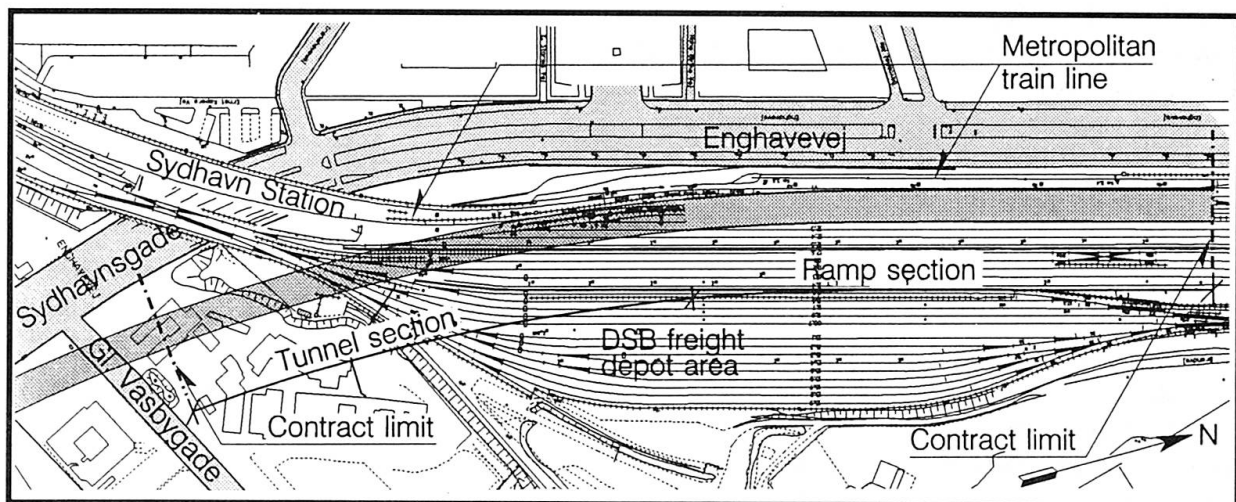 Metropolitan
train line
Enghavevej
Sydhavn Station
Sydhavnsgade
Ramp section
Tunnel section
DSB freight
depot area
Gl. Vasbygade
Contract limit
Contract limit
N